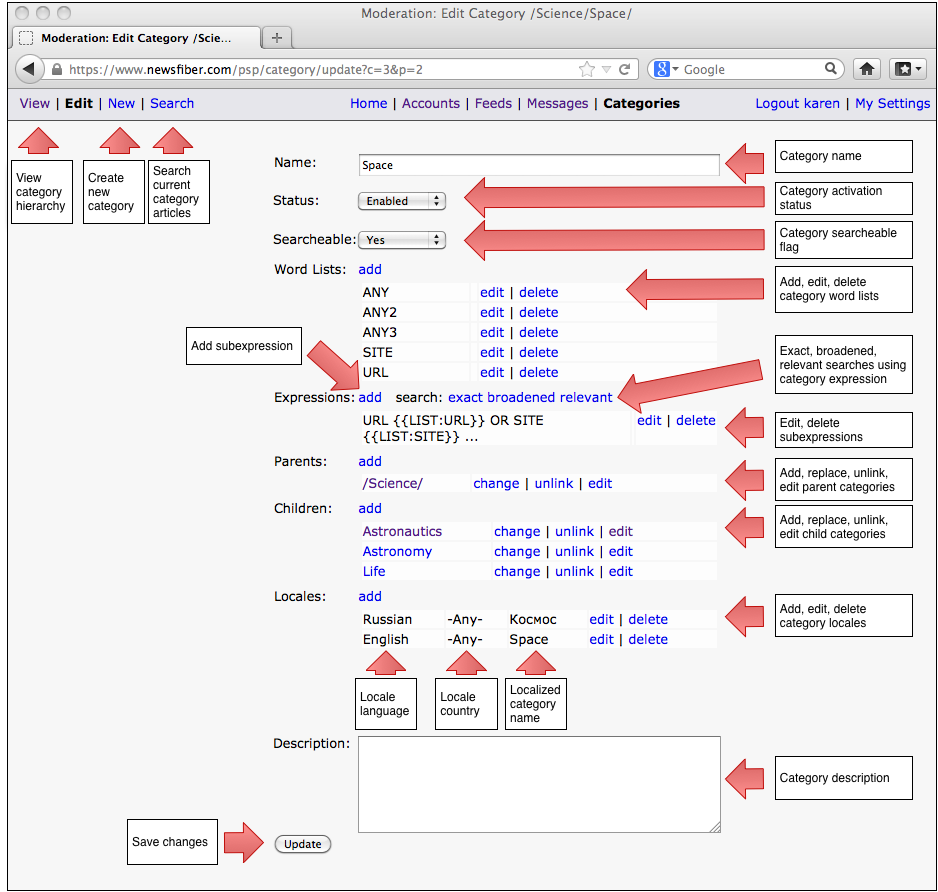 Moderation: Edit Category /Science/Space/
Moderation: Edit Category /Scie...
https://www.newsfiber.com/psp/category/update?c=3&p=2
Google
View | Edit | New | Search
Home | Accounts | Feeds | Messages | Categories
Logout karen | My Settings
View
category
hierarchy
Create
new
category
Search
current
category
articles
Name:
Space
Category name
Status:
Enabled
Category activation
status
Searcheable:
Yes
Category searcheable
flag
Word Lists:
add
ANY
edit | delete
ANY2
edit | delete
ANY3
edit | delete
SITE
edit | delete
URL
edit | delete
Add, edit, delete
category word lists
Add subexpression
Exact, broadened,
relevant searches using
category expression
Expressions:
add
search: exact broadened relevant
URL {{LIST:URL}} OR SITE
{{LIST:SITE}} ...
edit | delete
Edit, delete
subexpressions
Parents:
add
/Science/
change | unlink | edit
Add, replace, unlink,
edit parent categories
Children:
add
Astronautics
change | unlink | edit
Astronomy
change | unlink | edit
Life
change | unlink | edit
Add, replace, unlink,
edit child categories
Locales:
add
Russian
-Any-
Космос
edit | delete
English
-Any-
Space
edit | delete
Add, edit, delete
category locales
Locale
language
Locale
country
Localized
category
name
Description:
Category description
Save changes
Update